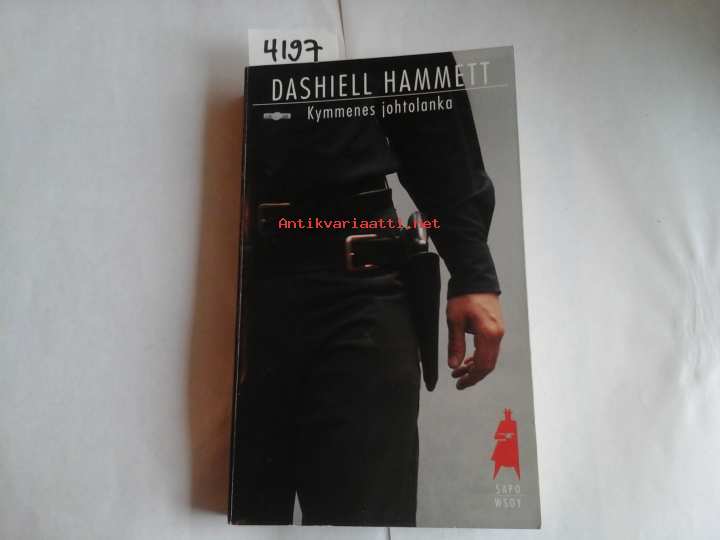 4197
DASHIELL HAMMETT
Kymmenes johtolanka
Antikvariaatti.net
SAPO
WSOY